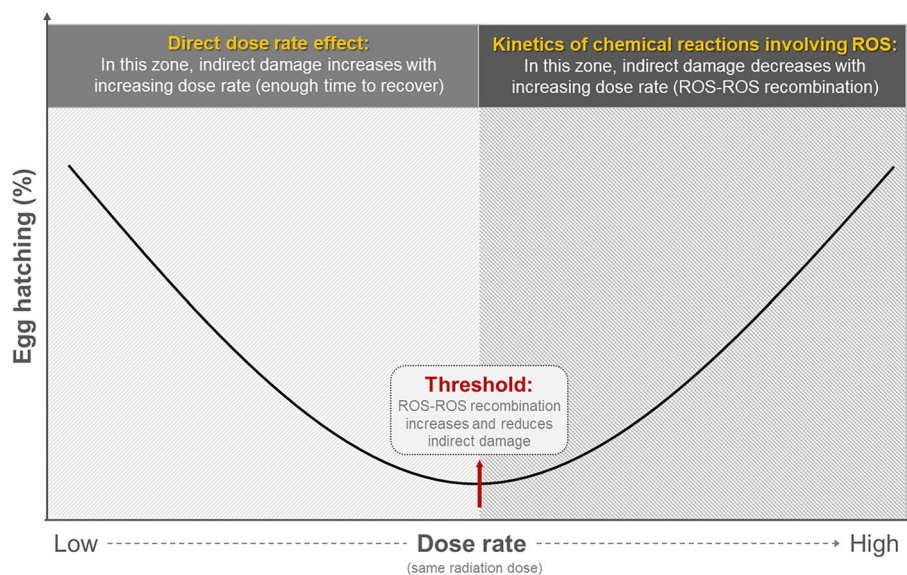 Direct dose rate effect:
In this zone, indirect damage increases with
increasing dose rate (enough time to recover)
Kinetics of chemical reactions involving ROS:
In this zone, indirect damage decreases with
increasing dose rate (ROS-ROS recombination)
Egg hatching (%)
Threshold:
ROS-ROS recombination
increases and reduces
indirect damage
Low
Dose rate
High
(same radiation dose)